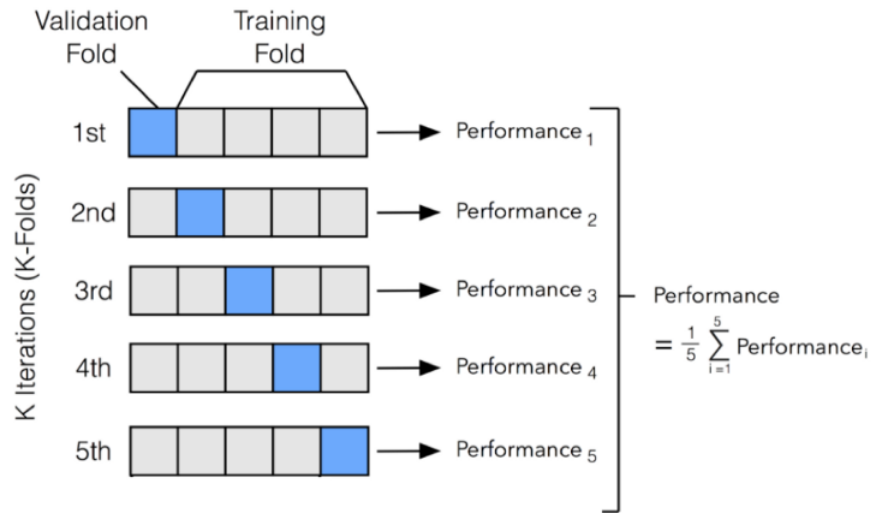 Validation
Fold
Training
Fold
K Iterations (K-Folds)
1st
Performance 1
2nd
Performance 2
3rd
Performance 3
4th
Performance 4
5th
Performance 5
Performance
= 1/5 5∑i=1 Performance i